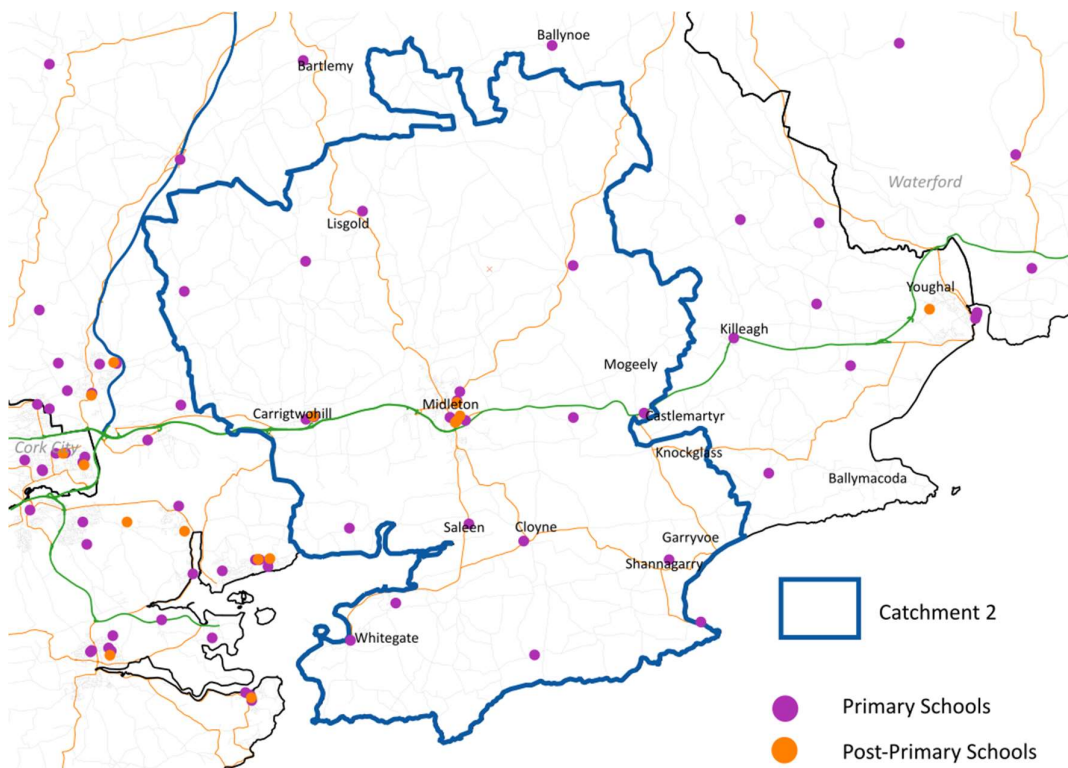 Ballynoe
Bartlemy
Waterford
Lisgold
Youghal
Killeagh
Mogeely
Midleton
Carrigtwohill
Castlemartyr
Cork City
Knockglass
Ballymacoda
Saleen
Cloyne
Garryvoe
Shannagarry
Catchment 2
Whitegate
Primary Schools
Post-Primary Schools